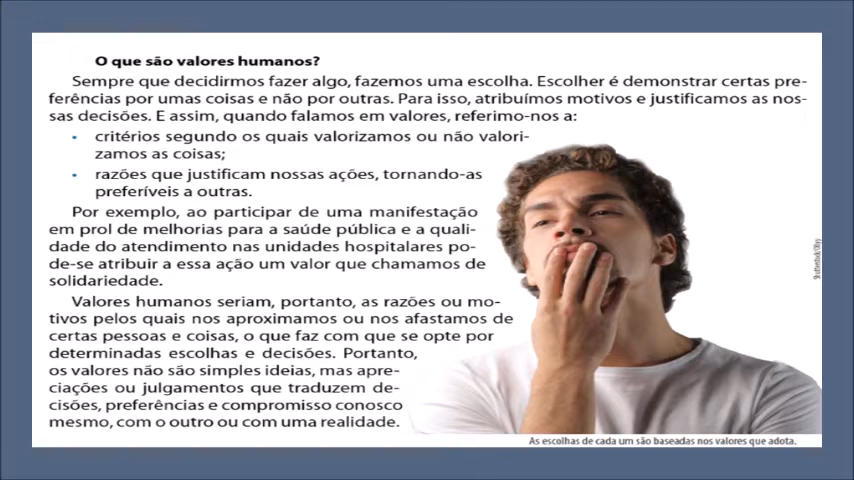 O que são valores humanos?
Sempre que decidirmos fazer algo, fazemos uma escolha. Escolher é demonstrar certas pre-
ferências por umas coisas e não por outras. Para isso, atribuímos motivos e justificamos as nos-
sas decisões. E assim, quando falamos em valores, referimo-nos a:
• critérios segundo os quais valorizamos ou não valori-
zamos as coisas;
• razões que justificam nossas ações, tornando-as
preferíveis a outras.
Por exemplo, ao participar de uma manifestação
em prol de melhorias para a saúde pública e a quali-
dade do atendimento nas unidades hospitalares po-
de-se atribuir a essa ação um valor que chamamos de
solidariedade.
Valores humanos seriam, portanto, as razões ou mo-
tivos pelos quais nos aproximamos ou nos afastamos de
certas pessoas e coisas, o que faz com que se opte por
determinadas escolhas e decisões. Portanto,
os valores não são simples ideias, mas apre-
ciações ou julgamentos que traduzem de-
cisões, preferências e compromisso conosco
mesmo, com o outro ou com uma realidade.
As escolhas de cada um são baseadas nos valores que adota.